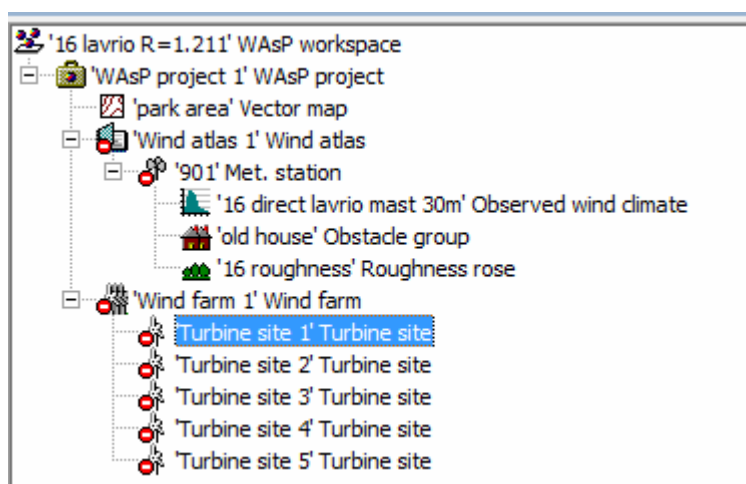 '16 lavrio R=1.211' WAsP workspace
'WAsP project 1' WAsP project
'park area' Vector map
'Wind atlas 1' Wind atlas
'901' Met. station
'16 direct lavrio mast 30m' Observed wind climate
'old house' Obstacle group
'16 roughness' Roughness rose
'Wind farm 1' Wind farm
'Turbine site 1' Turbine site
'Turbine site 2' Turbine site
'Turbine site 3' Turbine site
'Turbine site 4' Turbine site
'Turbine site 5' Turbine site